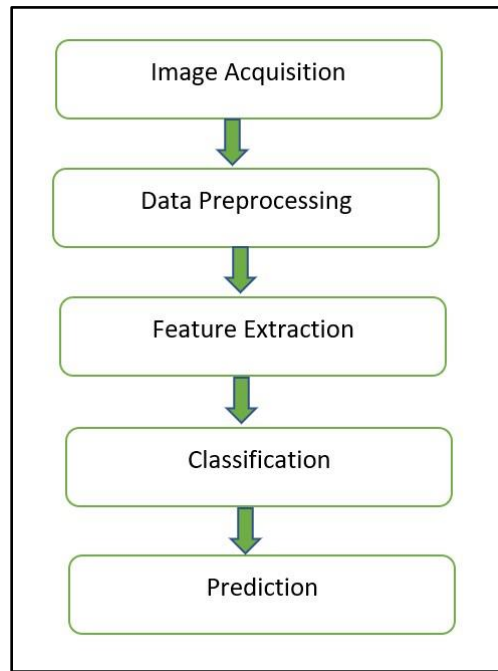 Image Acquisition
Data Preprocessing
Feature Extraction
Classification
Prediction